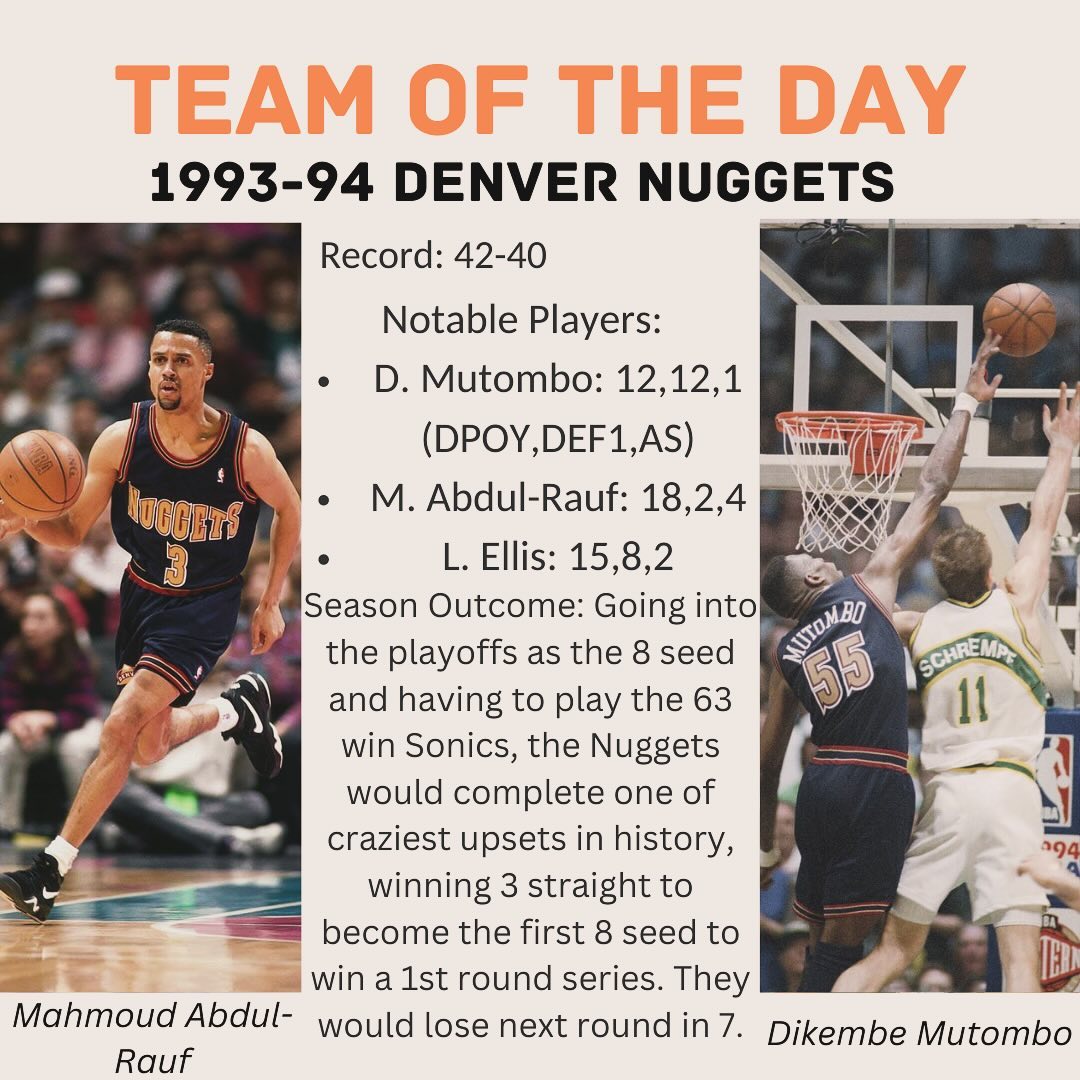 TEAM OF THE DAY
1993-94 DENVER NUGGETS
Record: 42-40
Notable Players:
• D. Mutombo: 12,12,1
(DPOY,DEF1,AS)
• M. Abdul-Rauf: 18,2,4
• L. Ellis: 15,8,2
Season Outcome: Going into
the playoffs as the 8 seed
and having to play the 63
win Sonics, the Nuggets
would complete one of
craziest upsets in history,
winning 3 straight to
become the first 8 seed to
win a 1st round series. They
would lose next round in 7.
NUGGETS
3
MUTOMBO
55
SCHREMPF
11
NBA
Mahmoud Abdul-
Rauf
Dikembe Mutombo